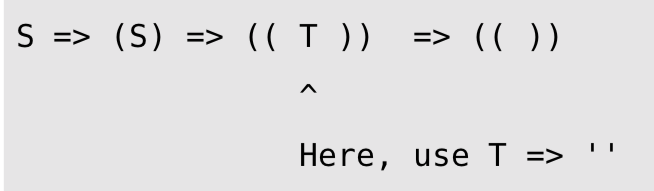 S => (S) => (( T ))  => (( ))
^
Here, use T => ''